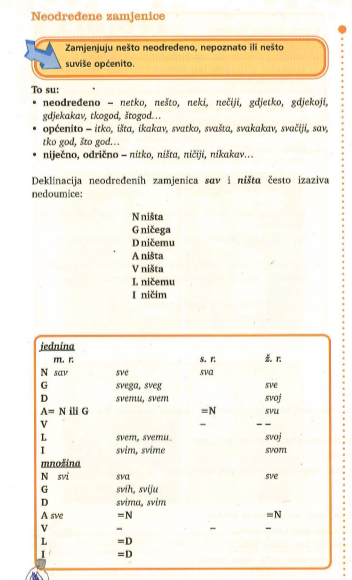 Neodređene zamjenice
Zamjenjuju nešto neodređeno, nepoznato ili nešto
suviše općenito.
To su:
• neodređeno – netko, nešto, neki, nečiji, gdjetko, gdjekoji,
gdjekakav, tkogod, štogod...
• općenito – itko, išta, ikakav, svatko, svašta, svakakav, svačiji, sav,
tko god, što god...
• niječno, odrično – nitko, ništa, ničiji, nikakav...
Deklinacija neodređenih zamjenica sav i ništa često izaziva
nedoumice:
N ništa
G ničega
D ničemu
A ništa
V ništa
L ničemu
I ničim
jednina
m. r. s. r. ž. r.
N sav sve sva
G svega, sveg sve
D svemu, svem svoj
A= N ili G =N svu
V – – –
L svem, svemu. svoj
I svim, svime svom
množina
N svi sva sve
G svih, sviju
D svima, svim
A sve =N =N
V – – –
L =D
I =D